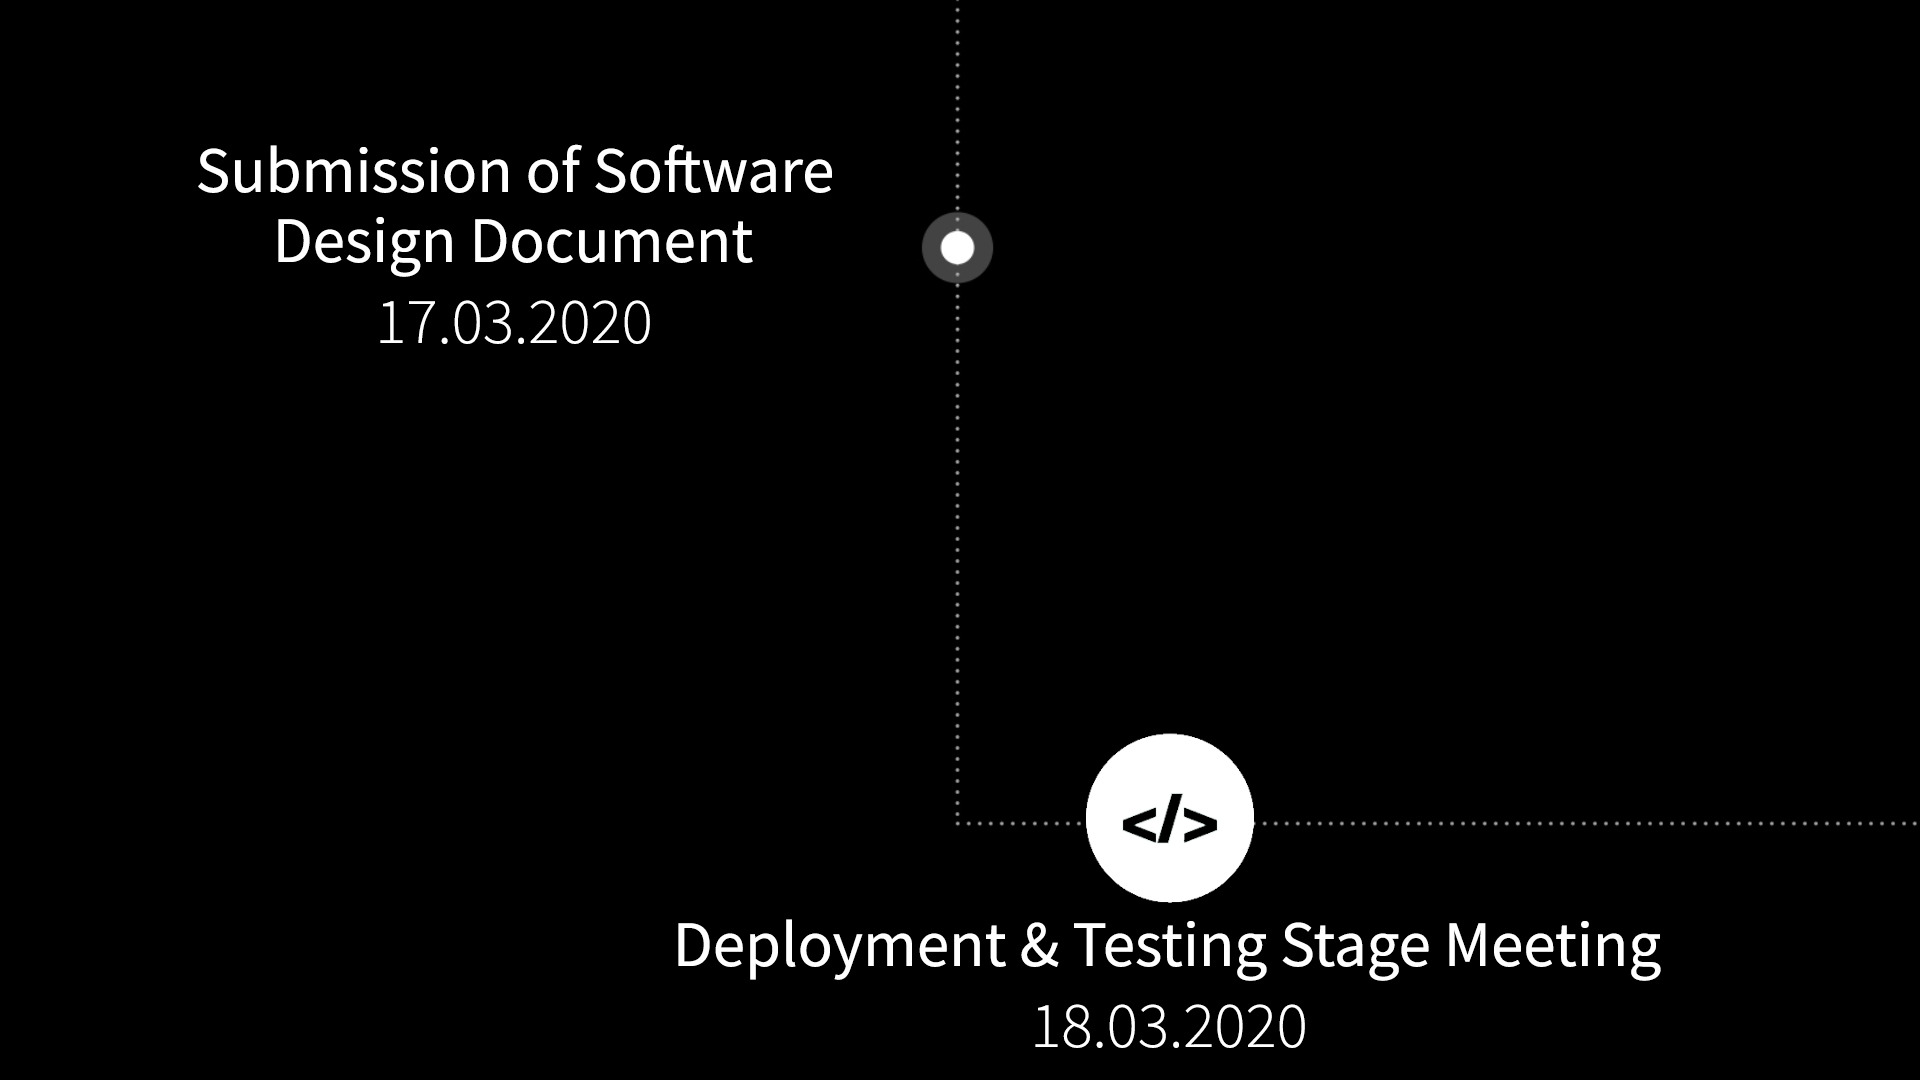 Submission of Software
Design Document
17.03.2020
</>
Deployment & Testing Stage Meeting
18.03.2020